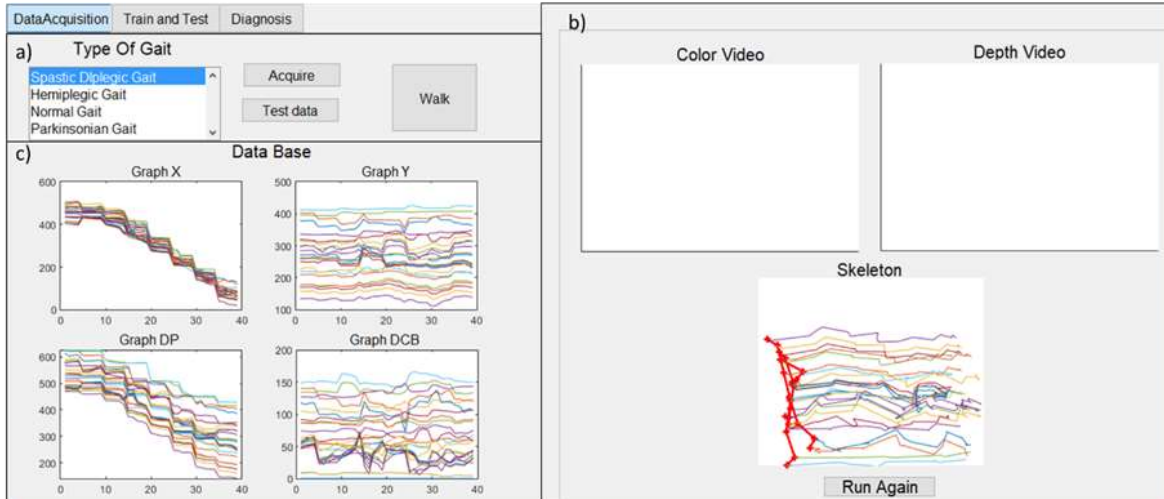 DataAcquisition Train and Test Diagnosis
a) Type Of Gait
Spastic DIplegic Gait
Hemiplegic Gait
Normal Gait
Parkinsonian Gait
Acquire
Test data
Walk
c) Data Base
Graph X
600
400
200
0
0 10 20 30 40
Graph Y
500
400
300
200
100
0 10 20 30 40
Graph DP
600
500
400
300
200
0 10 20 30 40
Graph DCB
200
150
100
50
0
0 10 20 30 40
b)
Color Video
Depth Video
Skeleton
Run Again